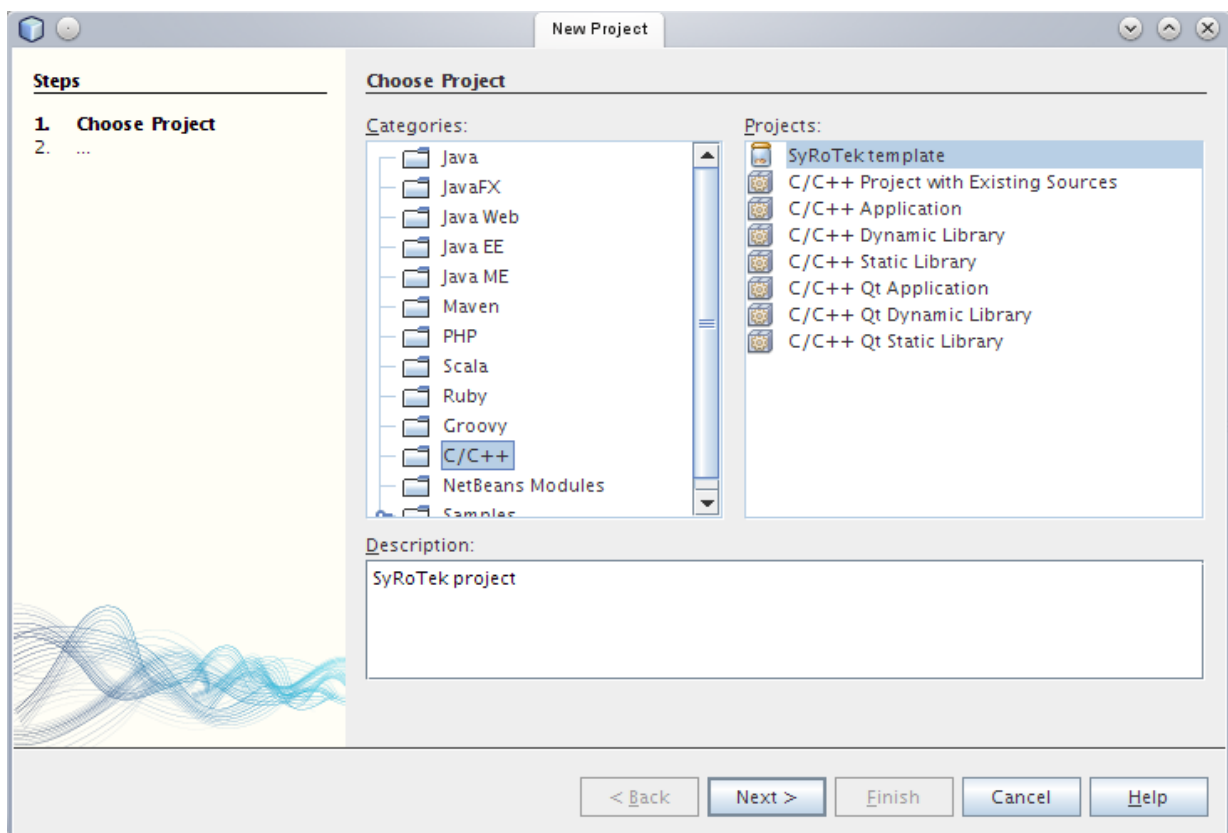 New Project
Steps
1. Choose Project
2. ...
Choose Project
Categories:
Java
JavaFX
Java Web
Java EE
Java ME
Maven
PHP
Scala
Ruby
Groovy
C/C++
NetBeans Modules
Samples
Projects:
SyRoTek template
C/C++ Project with Existing Sources
C/C++ Application
C/C++ Dynamic Library
C/C++ Static Library
C/C++ Qt Application
C/C++ Qt Dynamic Library
C/C++ Qt Static Library
Description:
SyRoTek project
< Back Next > Finish Cancel Help